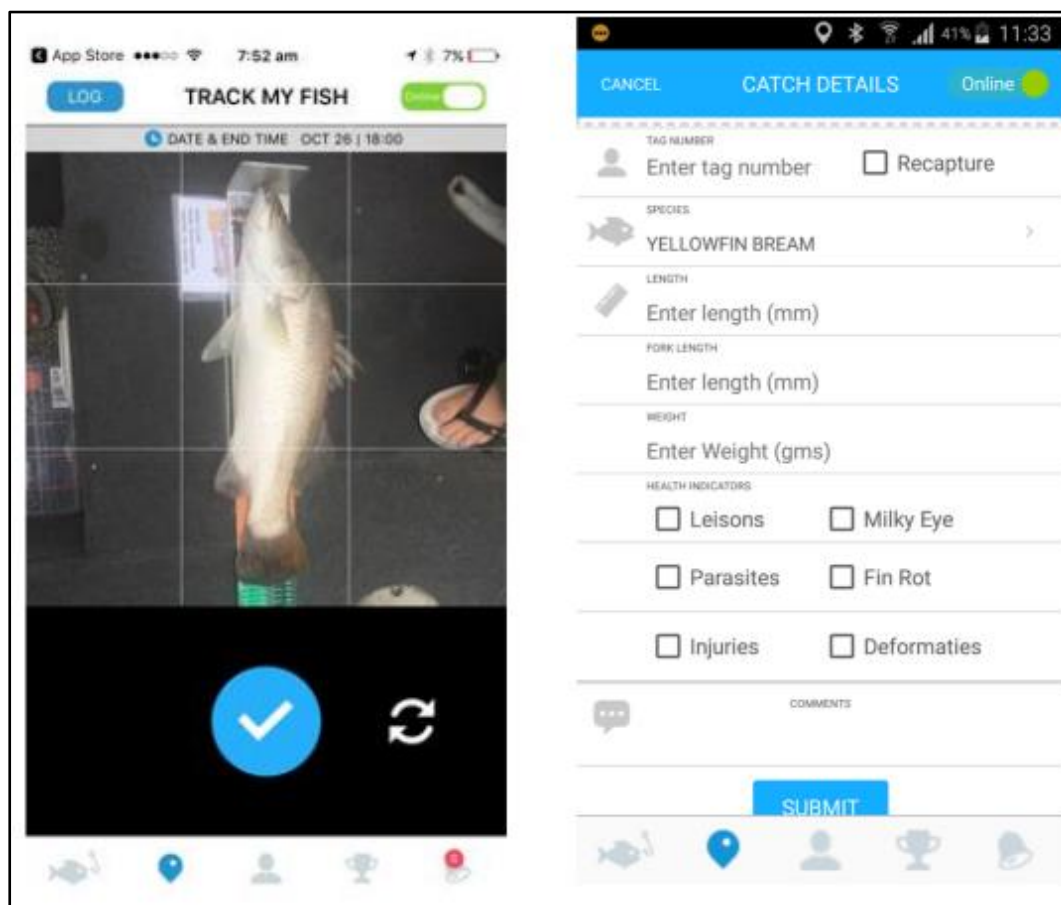 App Store 7:52 am 7%
LOG TRACK MY FISH Online
DATE & END TIME OCT 26 | 18:00
41% 11:33
CANCEL CATCH DETAILS Online
TAG NUMBER
Enter tag number Recapture
SPECIES
YELLOWFIN BREAM
LENGTH
Enter length (mm)
FORK LENGTH
Enter length (mm)
WEIGHT
Enter Weight (gms)
HEALTH INDICATORS
Leisons Milky Eye
Parasites Fin Rot
Injuries Deformaties
COMMENTS
SUBMIT